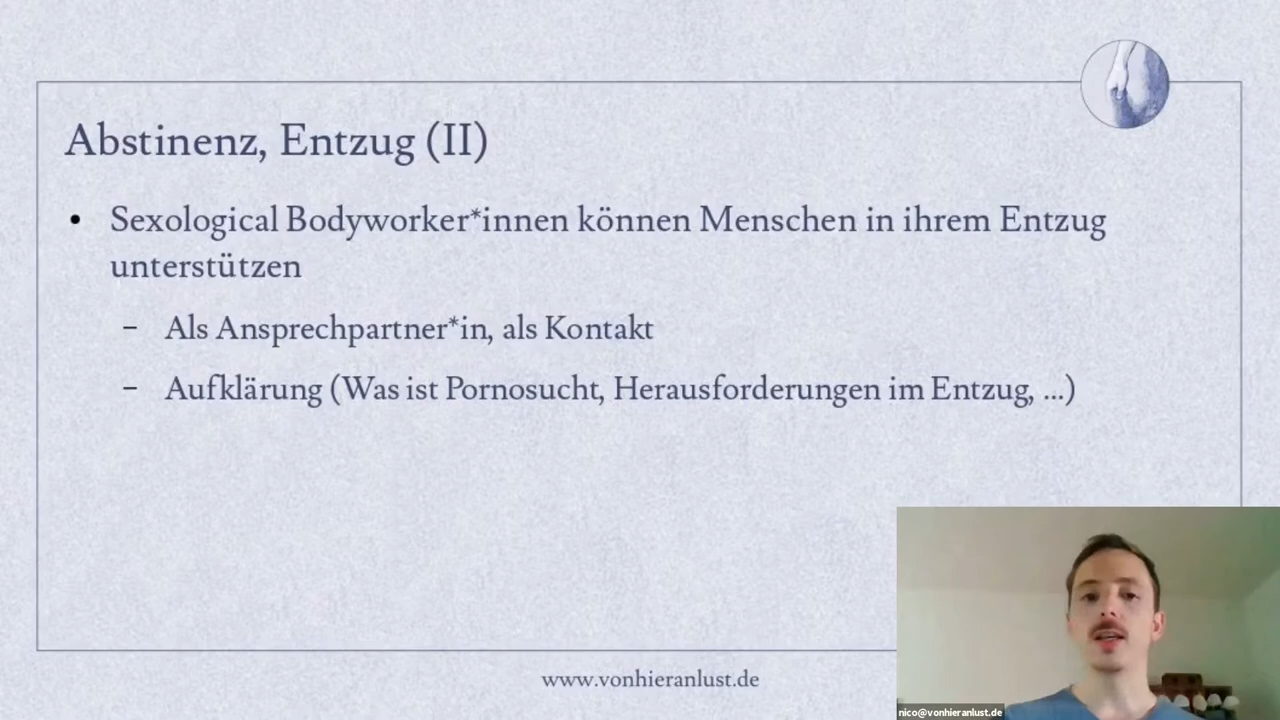 Abstinenz, Entzug (II)
• Sexological Bodyworker*innen können Menschen in ihrem Entzug
unterstützen
– Als Ansprechpartner*in, als Kontakt
– Aufklärung (Was ist Pornosucht, Herausforderungen im Entzug, ...)
www.vonhieranlust.de
nico@vonhieranlust.de